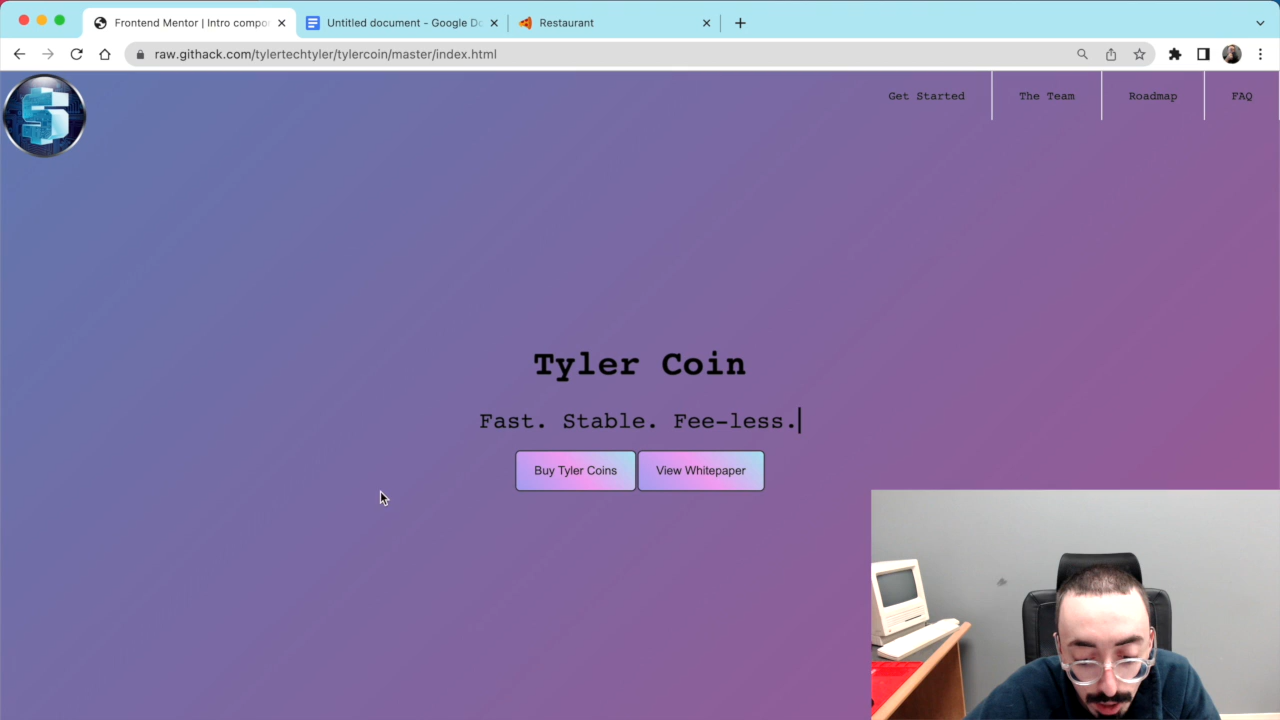 Frontend Mentor | Intro compo
Untitled document - Google Dc
Restaurant
raw.githack.com/tylertechtyler/tylercoin/master/index.html
Get Started
The Team
Roadmap
FAQ
Tyler Coin
Fast. Stable. Fee-less.
Buy Tyler Coins
View Whitepaper